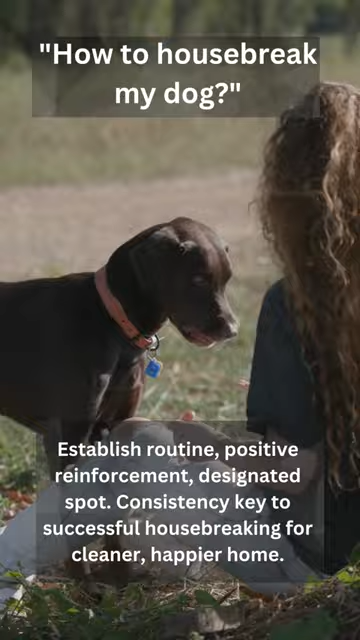 "How to housebreak
my dog?"
Establish routine, positive
reinforcement, designated
spot. Consistency key to
successful housebreaking for
cleaner, happier home.